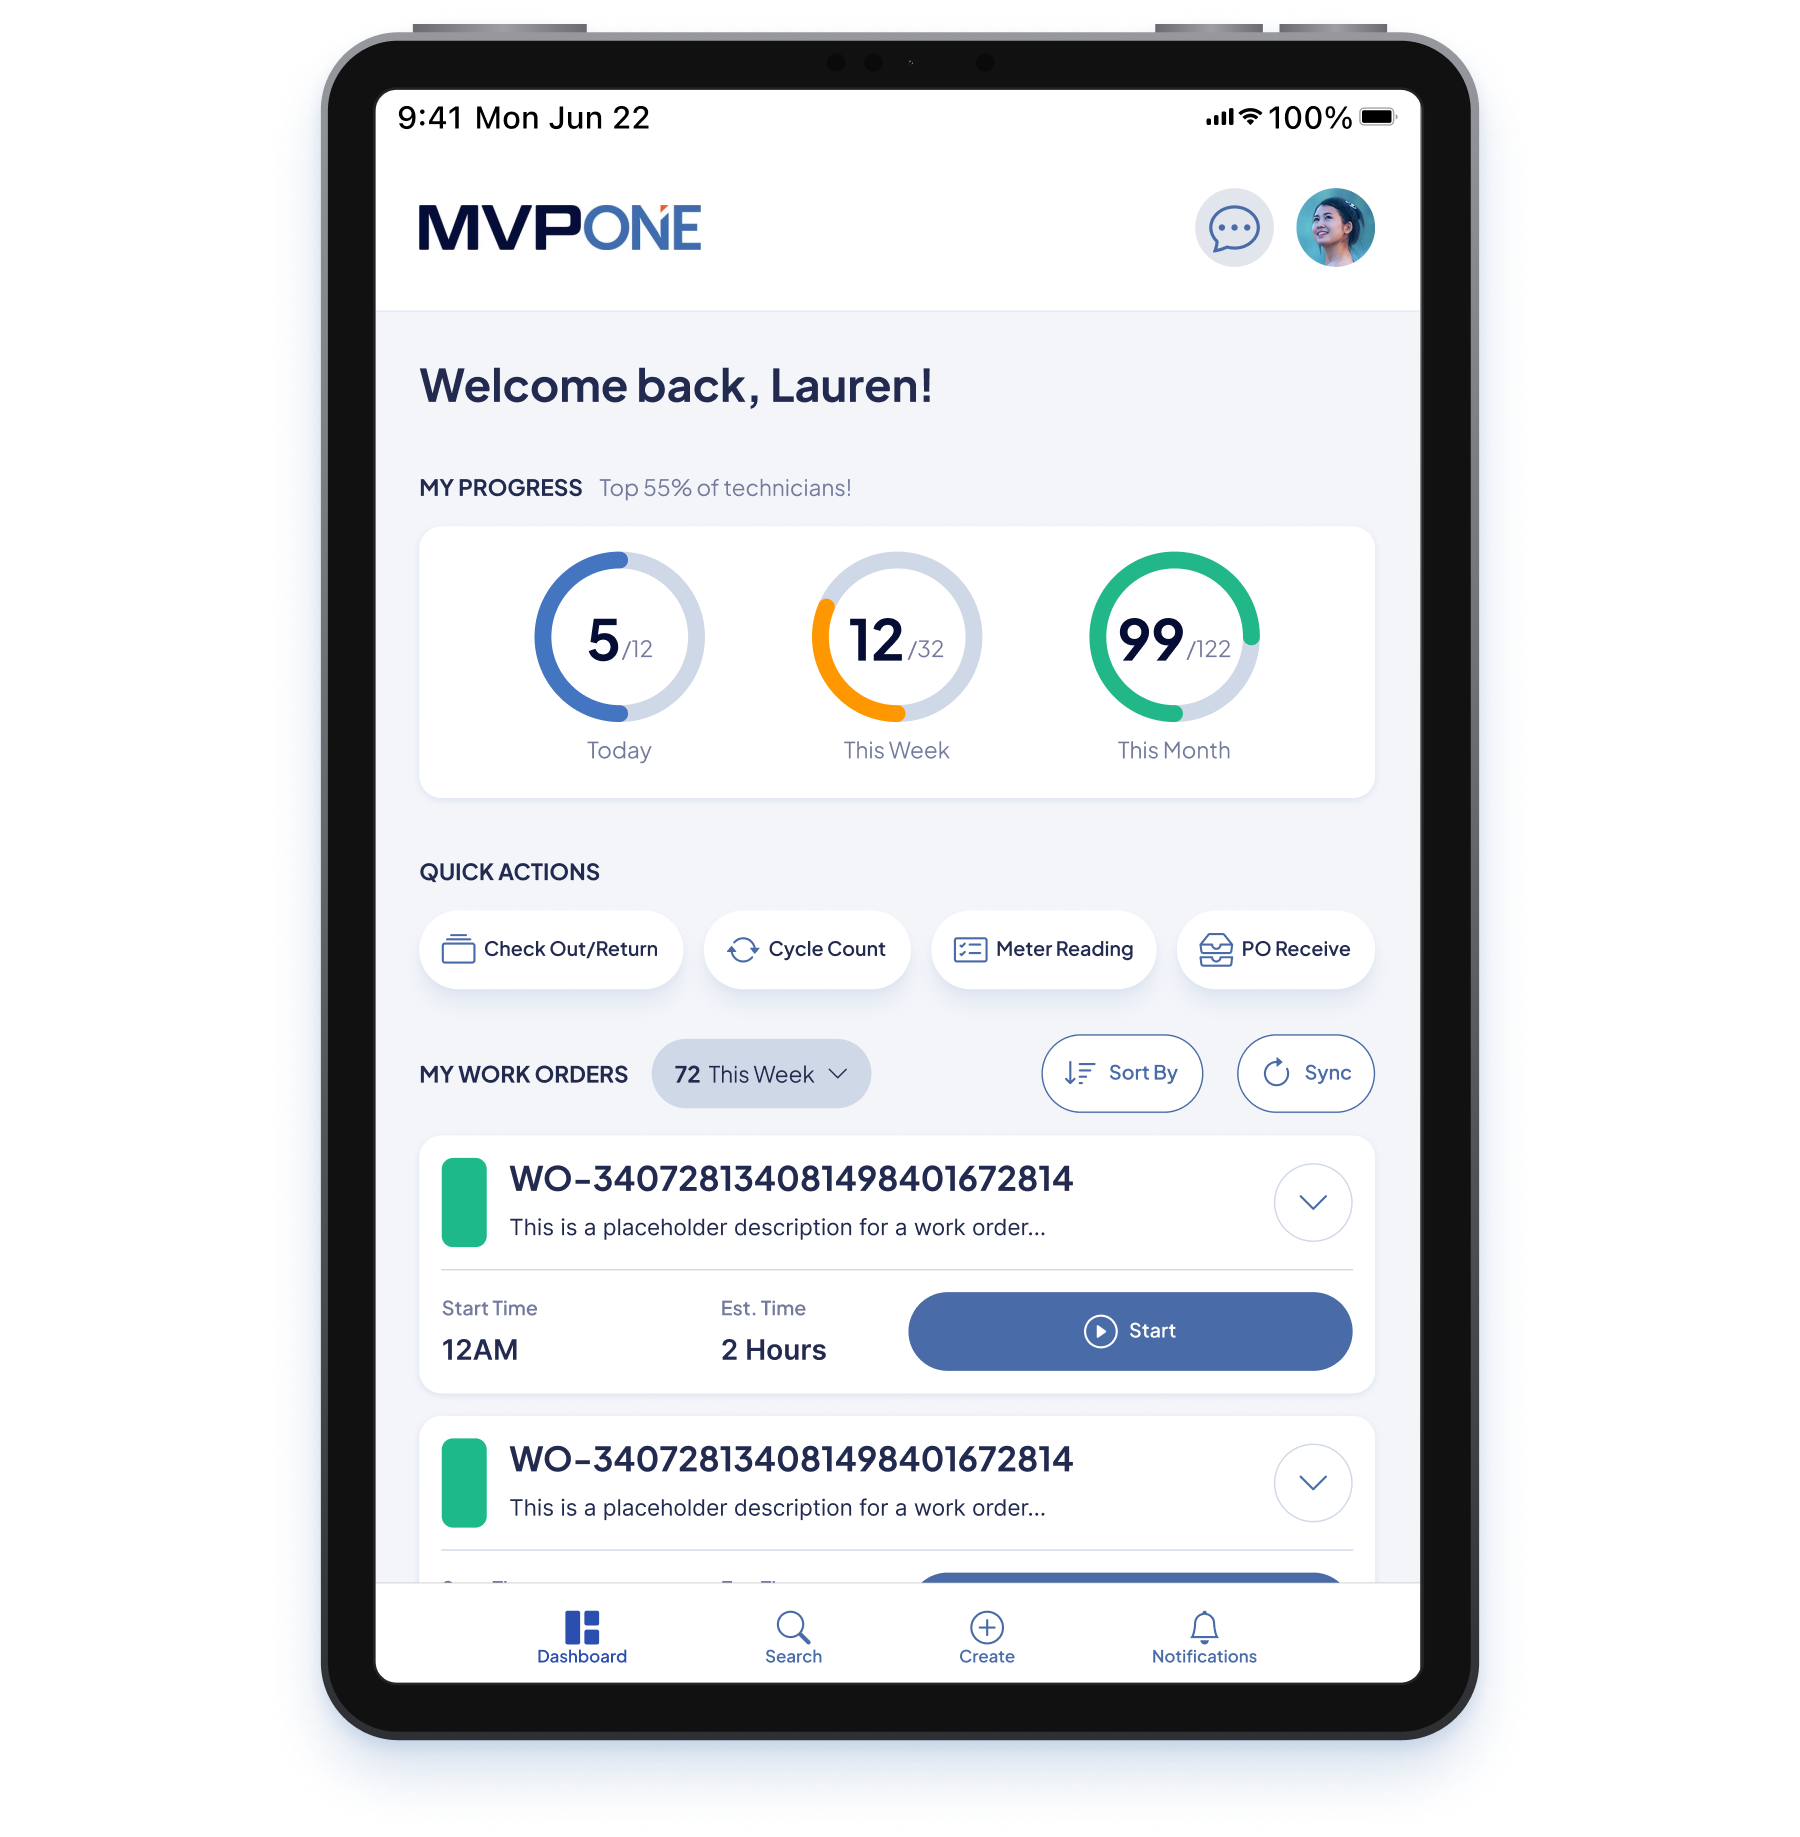 9:41 Mon Jun 22
100%
MVPONE
Welcome back, Lauren!
MY PROGRESS Top 55% of technicians!
5/12
12/32
99/122
Today
This Week
This Month
QUICK ACTIONS
Check Out/Return
Cycle Count
Meter Reading
PO Receive
MY WORK ORDERS
72 This Week
Sort By
Sync
WO-340728134081498401672814
This is a placeholder description for a work order...
Start Time
12AM
Est. Time
2 Hours
Start
WO-340728134081498401672814
This is a placeholder description for a work order...
Dashboard
Search
Create
Notifications